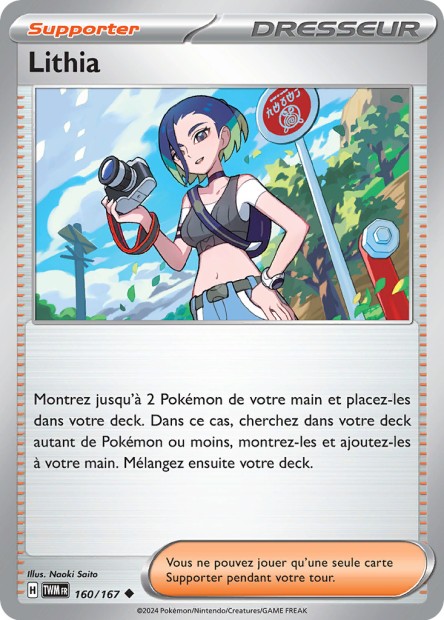 Supporter
DRESSEUR
Lithia
Montrez jusqu'à 2 Pokémon de votre main et placez-les
dans votre deck. Dans ce cas, cherchez dans votre deck
autant de Pokémon ou moins, montrez-les et ajoutez-les
à votre main. Mélangez ensuite votre deck.
Vous ne pouvez jouer qu'une seule carte
Supporter pendant votre tour.
Illus. Naoki Saito
H TWM FR 160/167
©2024 Pokémon/Nintendo/Creatures/GAME FREAK